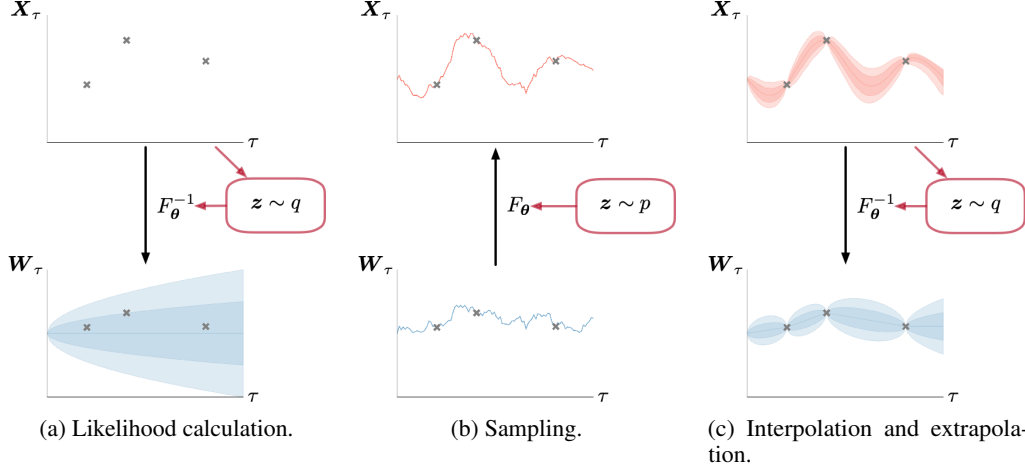 X_τ
τ
F_θ^{-1}
z ∼ q
W_τ
τ
(a) Likelihood calculation.
X_τ
τ
F_θ
z ∼ p
W_τ
τ
(b) Sampling.
X_τ
τ
F_θ^{-1}
z ∼ q
W_τ
τ
(c) Interpolation and extrapola-
tion.